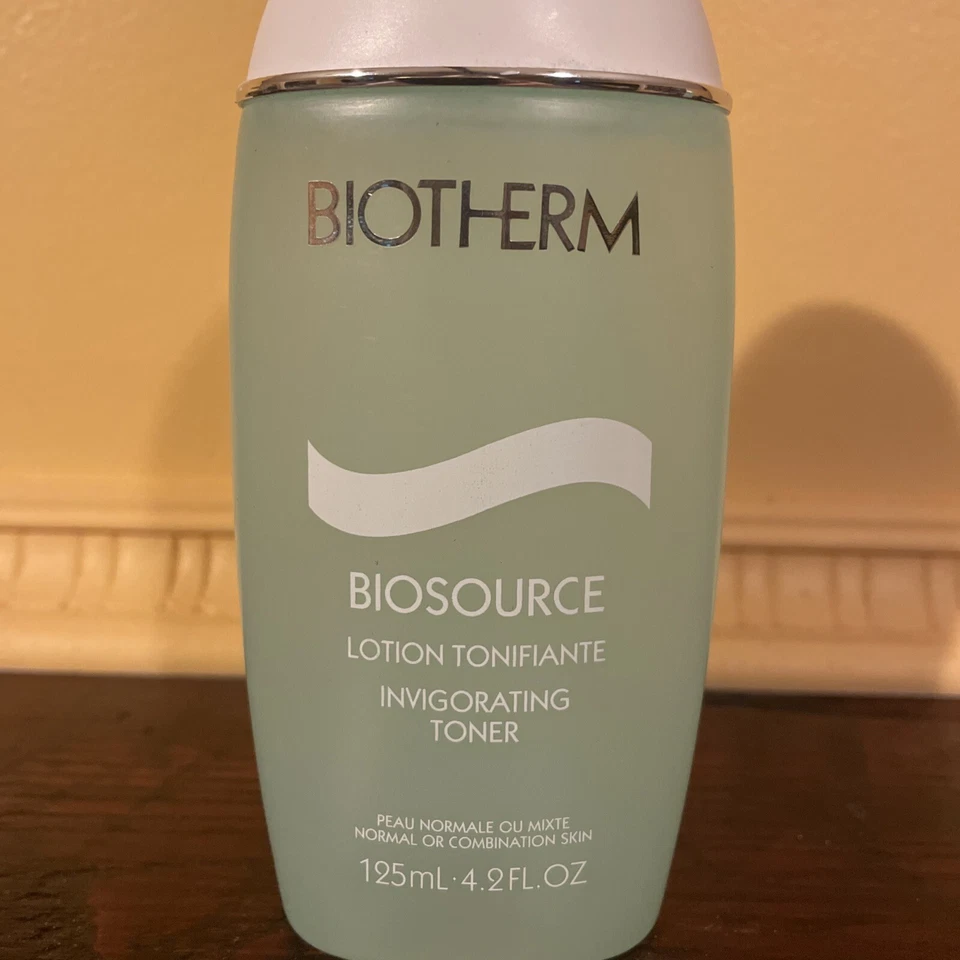 BIOTHERM
BIOSOURCE
LOTION TONIFIANTE
INVIGORATING
TONER
PEAU NORMALE OU MIXTE
NORMAL OR COMBINATION SKIN
125mL·4.2FL.OZ